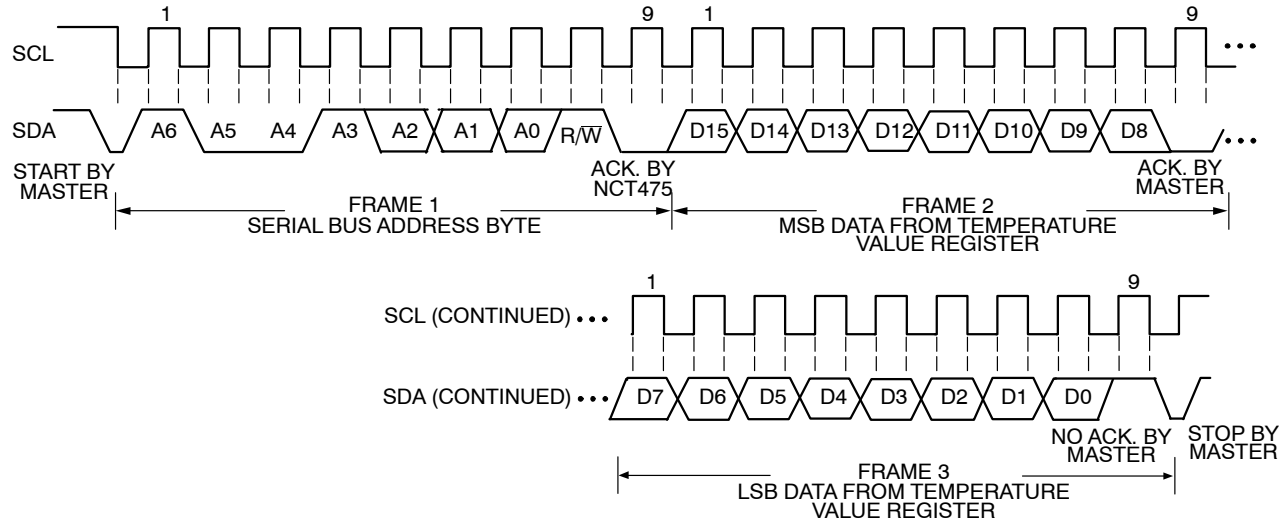 1 9 1 9
SCL
SDA A6 A5 A4 A3 A2 A1 A0 R/W̅ D15 D14 D13 D12 D11 D10 D9 D8
START BY
MASTER
ACK. BY
NCT475
ACK. BY
MASTER
FRAME 1
SERIAL BUS ADDRESS BYTE
FRAME 2
MSB DATA FROM TEMPERATURE
VALUE REGISTER
1 9
SCL (CONTINUED)
SDA (CONTINUED) D7 D6 D5 D4 D3 D2 D1 D0
NO ACK. BY
MASTER
STOP BY
MASTER
FRAME 3
LSB DATA FROM TEMPERATURE
VALUE REGISTER